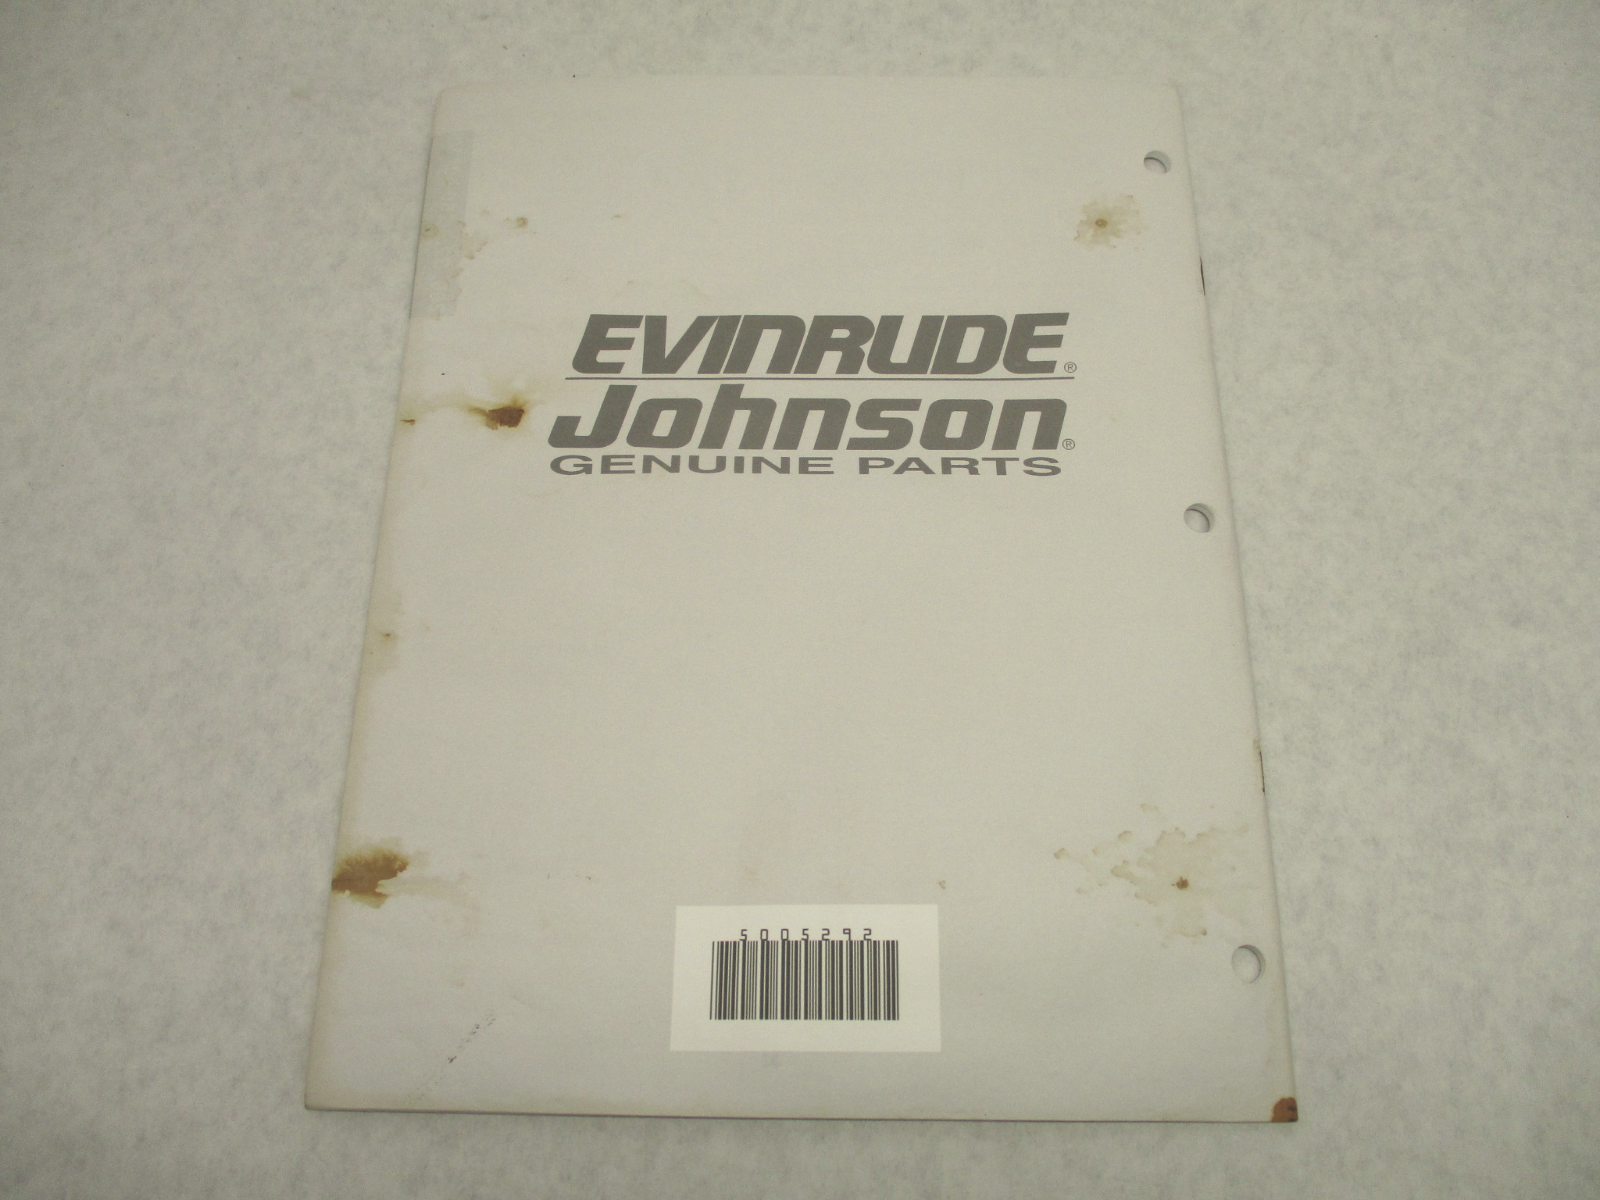 EVINRUDE®
Johnson®
GENUINE PARTS
5005292